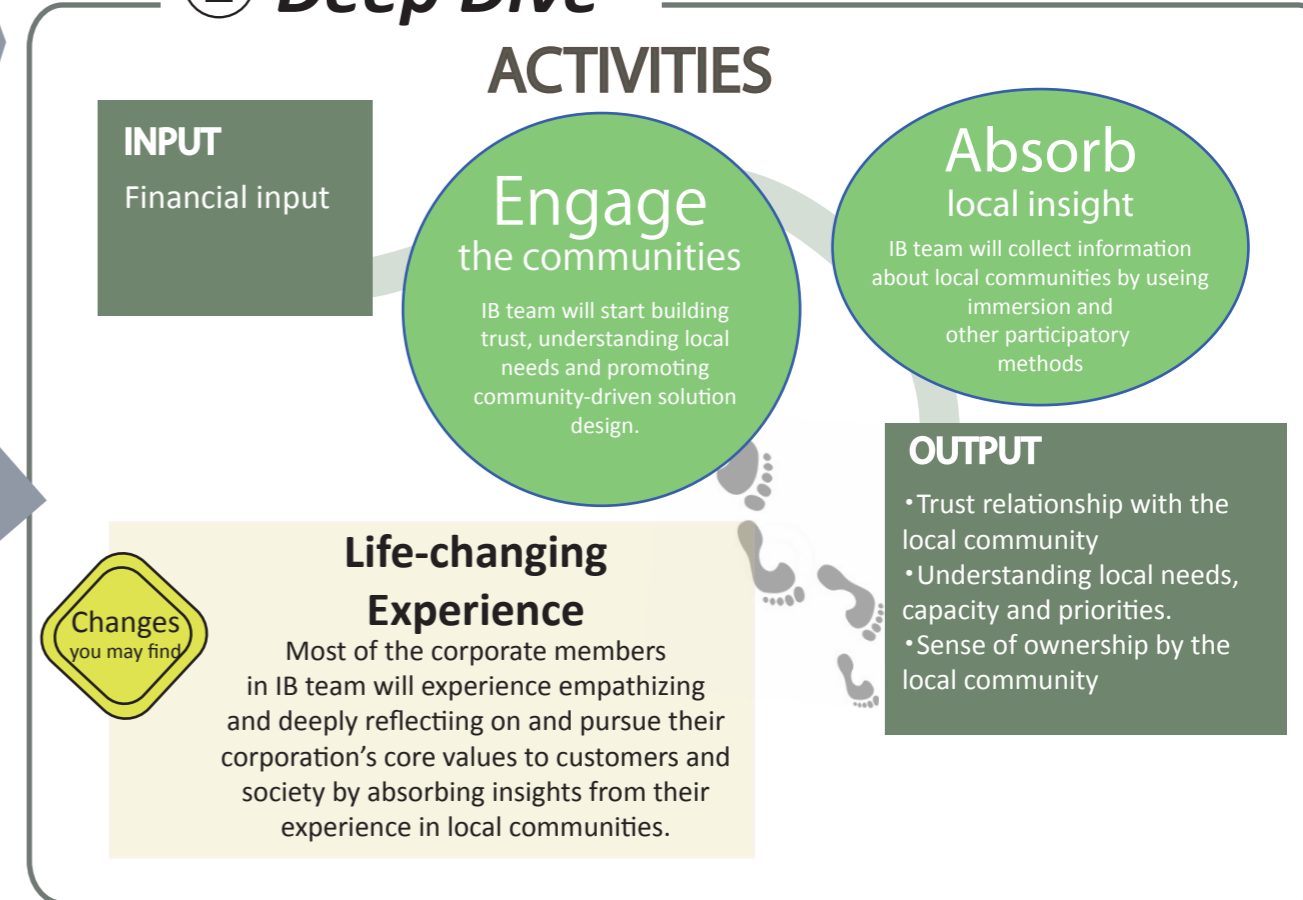 Deep Dive
ACTIVITIES
INPUT
Financial input
Engage
the communities
IB team will start building
trust, understanding local
needs and promoting
community-driven solution
design.
Absorb
local insight
IB team will collect information
about local communities by useing
immersion and
other participatory
methods
OUTPUT
・Trust relationship with the
local community
・Understanding local needs,
capacity and priorities.
・Sense of ownership by the
local community
Changes
you may find
Life-changing
Experience
Most of the corporate members
in IB team will experience empathizing
and deeply reflectiing on and pursue their
corporation’s core values to customers and
society by absorbing insights from their
experience in local communities.